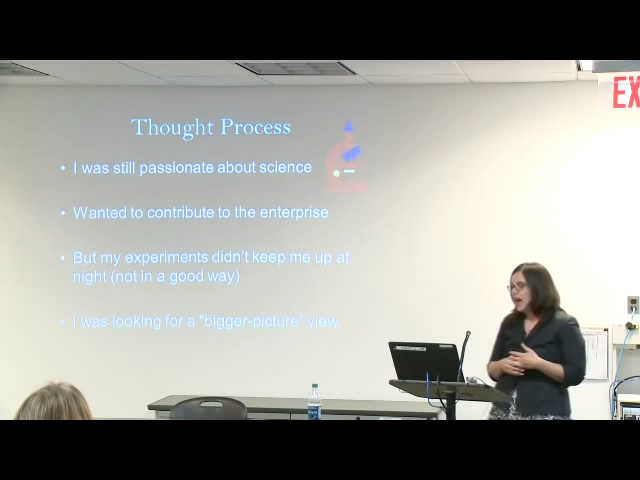 EX
Thought Process
• I was still passionate about science
• Wanted to contribute to the enterprise
• But my experiments didn't keep me up at
night (not in a good way)
• I was looking for a "bigger-picture" view.